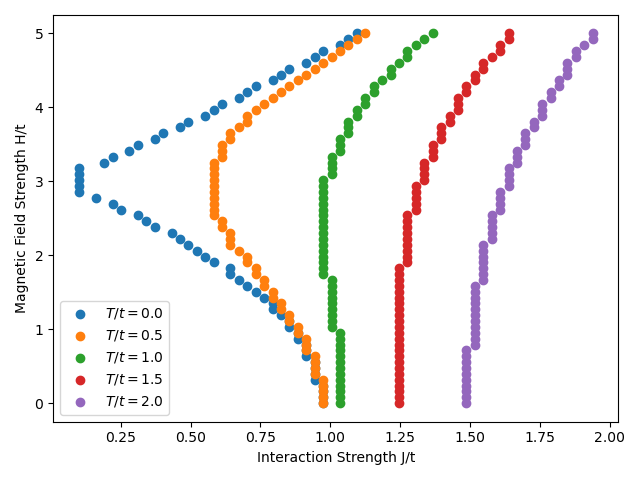 Magnetic Field Strength H/t
5
4
3
2
1
0
T/t = 0.0
T/t = 0.5
T/t = 1.0
T/t = 1.5
T/t = 2.0
0.25 0.50 0.75 1.00 1.25 1.50 1.75 2.00
Interaction Strength J/t